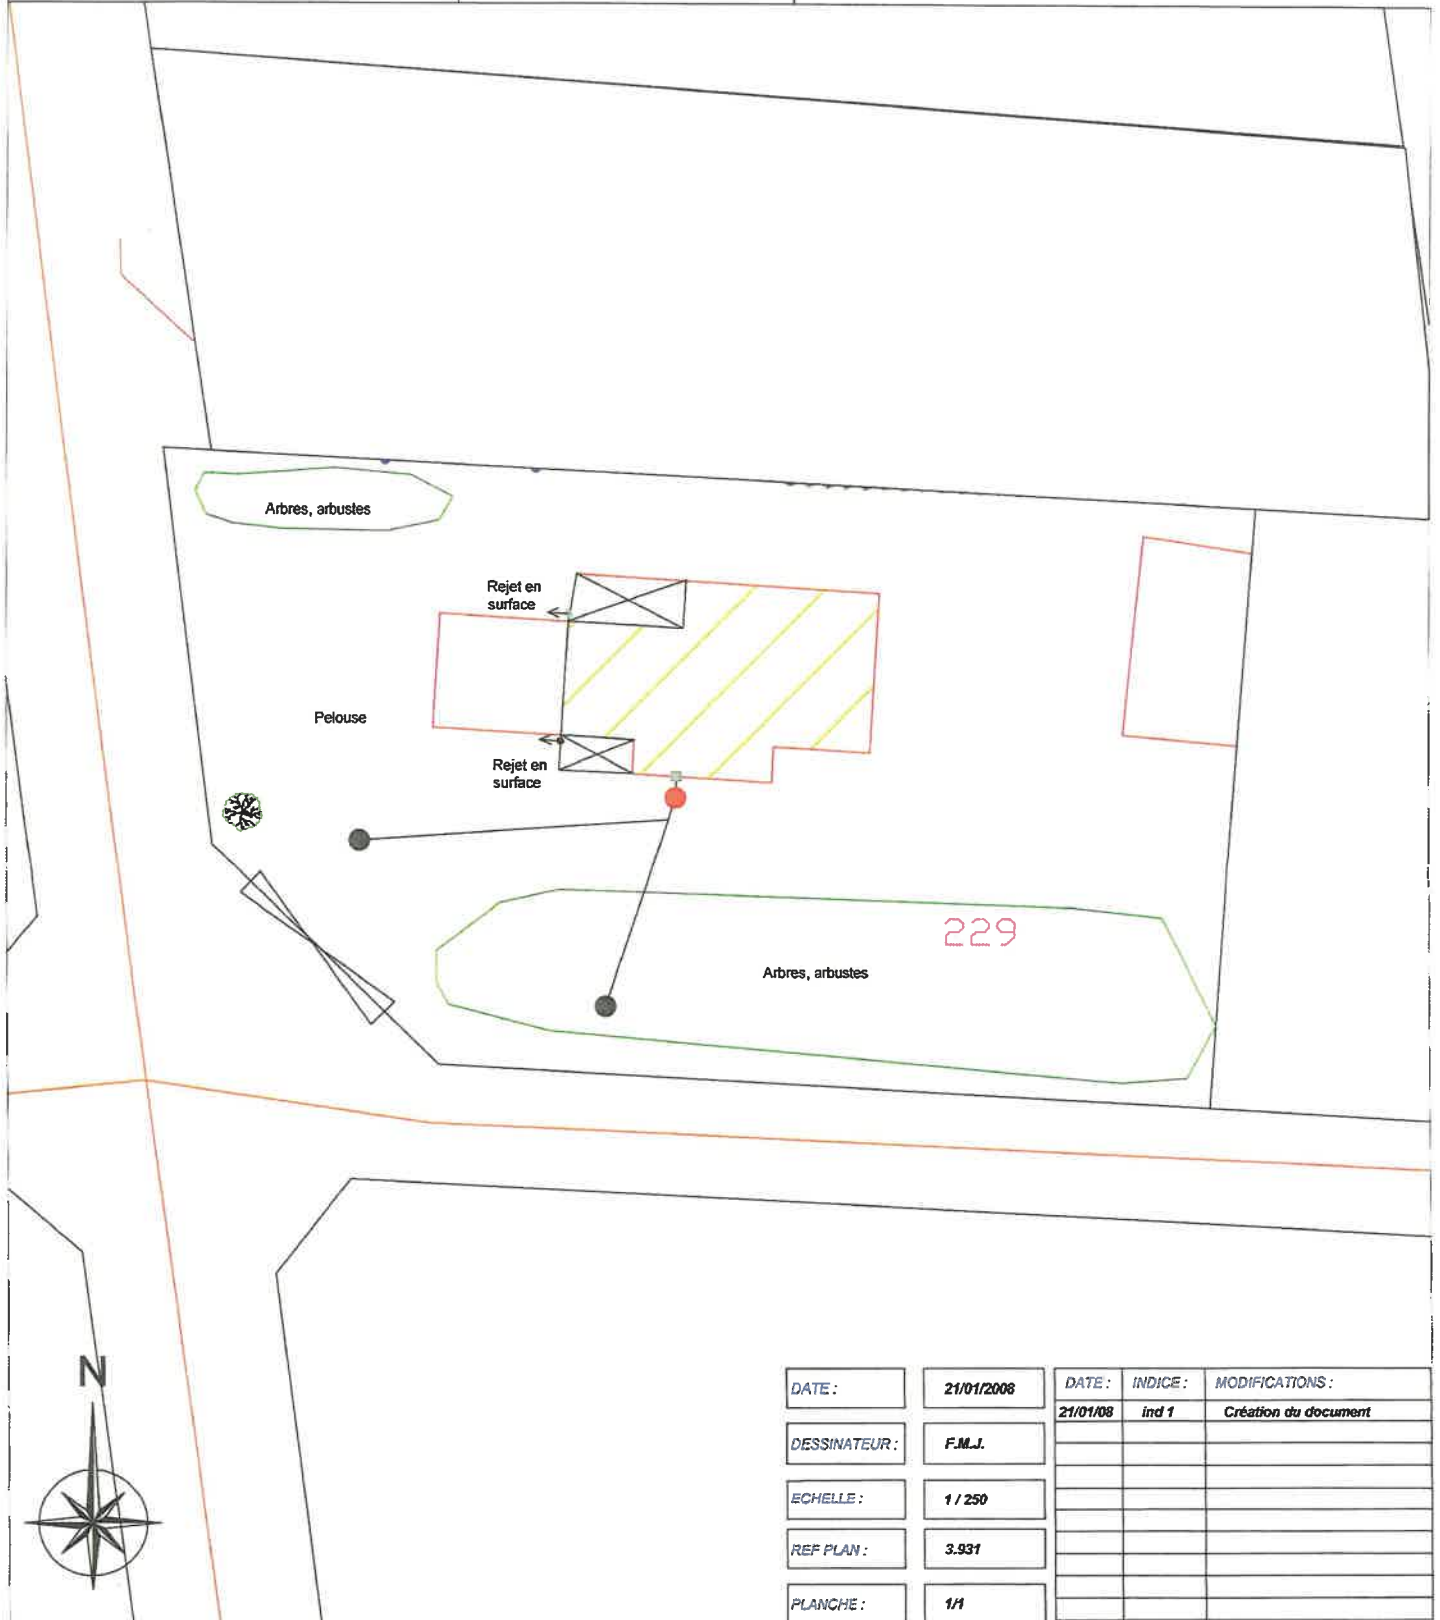 Arbres, arbustes
Rejet en
surface
Pelouse
Rejet en
surface
229
Arbres, arbustes
N
DATE : 21/01/2008
DESSINATEUR : F.M.J.
ECHELLE : 1 / 250
REF PLAN : 3.931
PLANCHE : 1/1
DATE : INDICE : MODIFICATIONS :
21/01/08 ind 1 Création du document